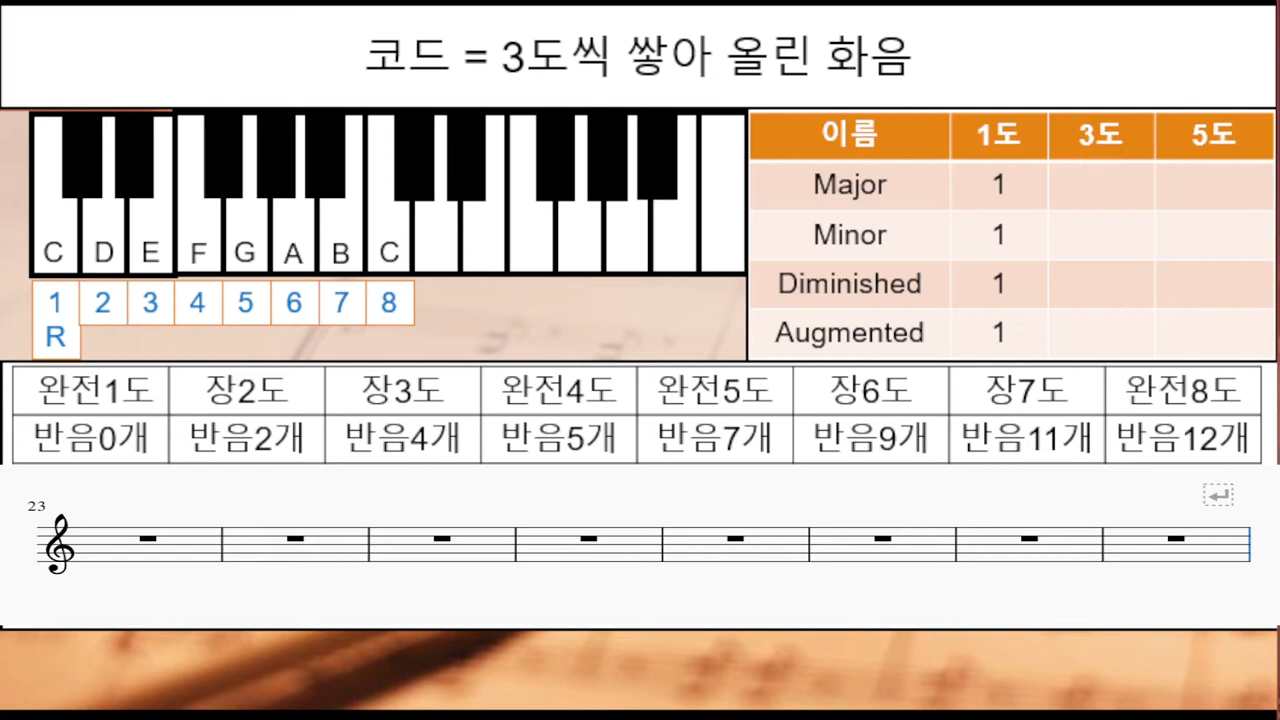 코드 = 3도씩 쌓아 올린 화음
C D E F G A B C
1 2 3 4 5 6 7 8
R
이름 1도 3도 5도
Major 1
Minor 1
Diminished 1
Augmented 1
완전1도 장2도 장3도 완전4도 완전5도 장6도 장7도 완전8도
반음0개 반음2개 반음4개 반음5개 반음7개 반음9개 반음11개 반음12개
23